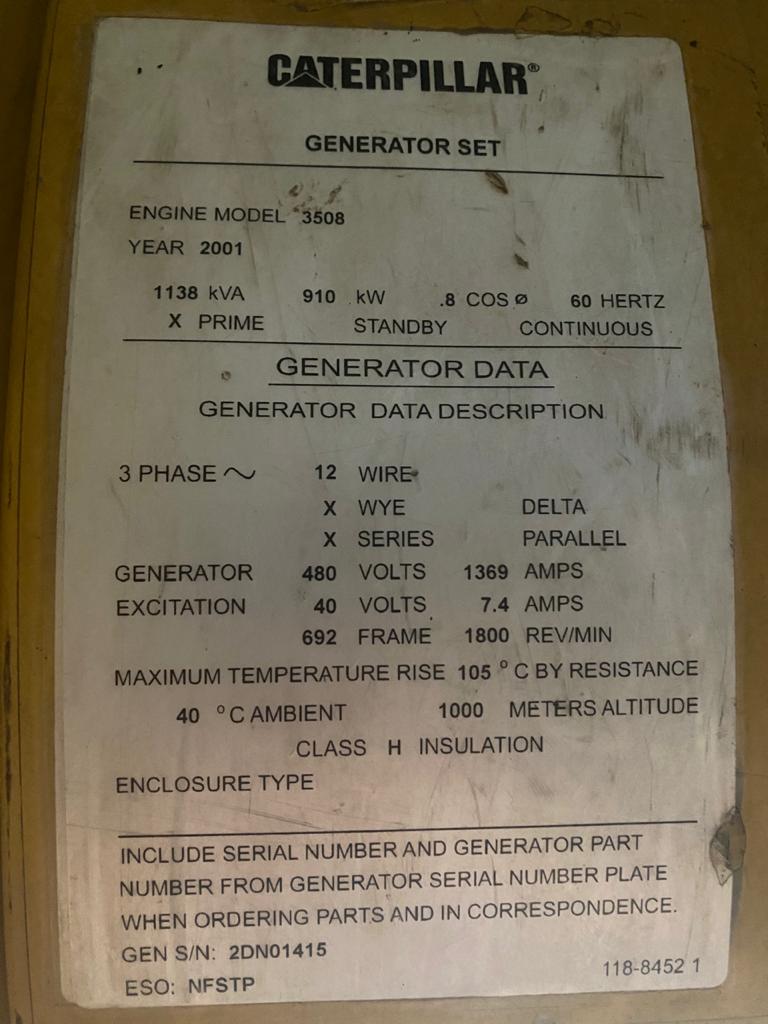 CATERPILLAR®
GENERATOR SET
ENGINE MODEL 3508
YEAR 2001
1138 kVA 910 kW .8 COS ø 60 HERTZ
X PRIME STANDBY CONTINUOUS
GENERATOR DATA
GENERATOR DATA DESCRIPTION
3 PHASE ~ 12 WIRE
X WYE DELTA
X SERIES PARALLEL
GENERATOR 480 VOLTS 1369 AMPS
EXCITATION 40 VOLTS 7.4 AMPS
692 FRAME 1800 REV/MIN
MAXIMUM TEMPERATURE RISE 105 °C BY RESISTANCE
40 °C AMBIENT 1000 METERS ALTITUDE
CLASS H INSULATION
ENCLOSURE TYPE
INCLUDE SERIAL NUMBER AND GENERATOR PART
NUMBER FROM GENERATOR SERIAL NUMBER PLATE
WHEN ORDERING PARTS AND IN CORRESPONDENCE.
GEN S/N: 2DN01415
ESO: NFSTP 118-8452 1